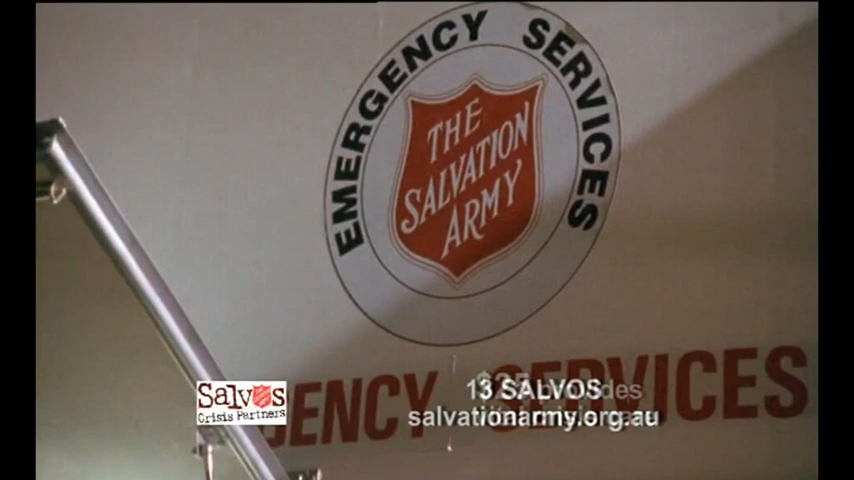 EMERGENCY SERVICES
THE
SALVATION
ARMY
ENCY SERVICES
Salvos
Crisis Partners
13 SALVOS
salvationarmy.org.au